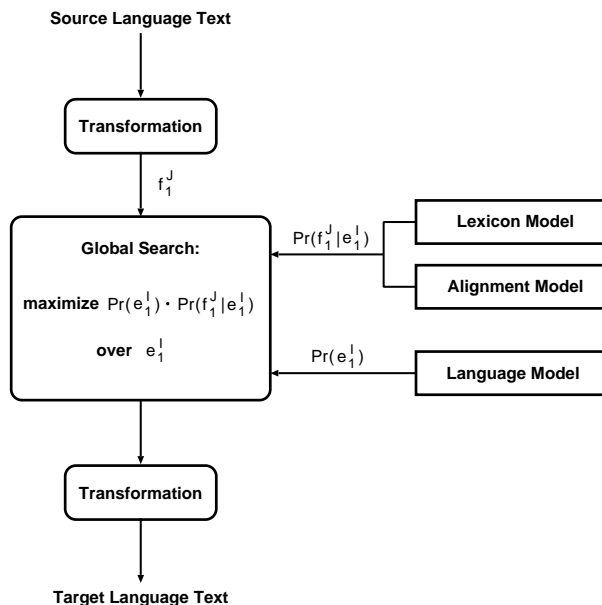 Source Language Text
Transformation
f_1^J
Global Search:
maximize Pr(e_1^I) · Pr(f_1^J | e_1^I)
over e_1^I
Pr(f_1^J | e_1^I)
Lexicon Model
Alignment Model
Pr(e_1^I)
Language Model
Transformation
Target Language Text